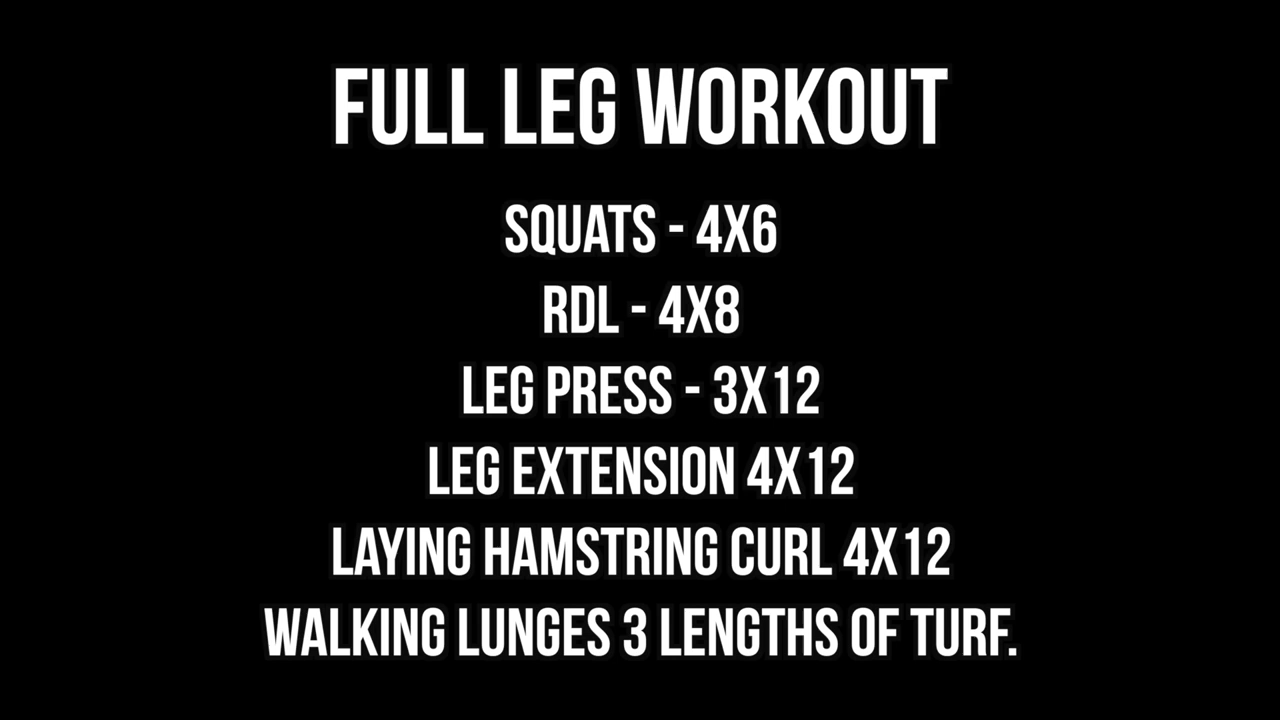 FULL LEG WORKOUT
SQUATS - 4X6
RDL - 4X8
LEG PRESS - 3X12
LEG EXTENSION 4X12
LAYING HAMSTRING CURL 4X12
WALKING LUNGES 3 LENGTHS OF TURF.